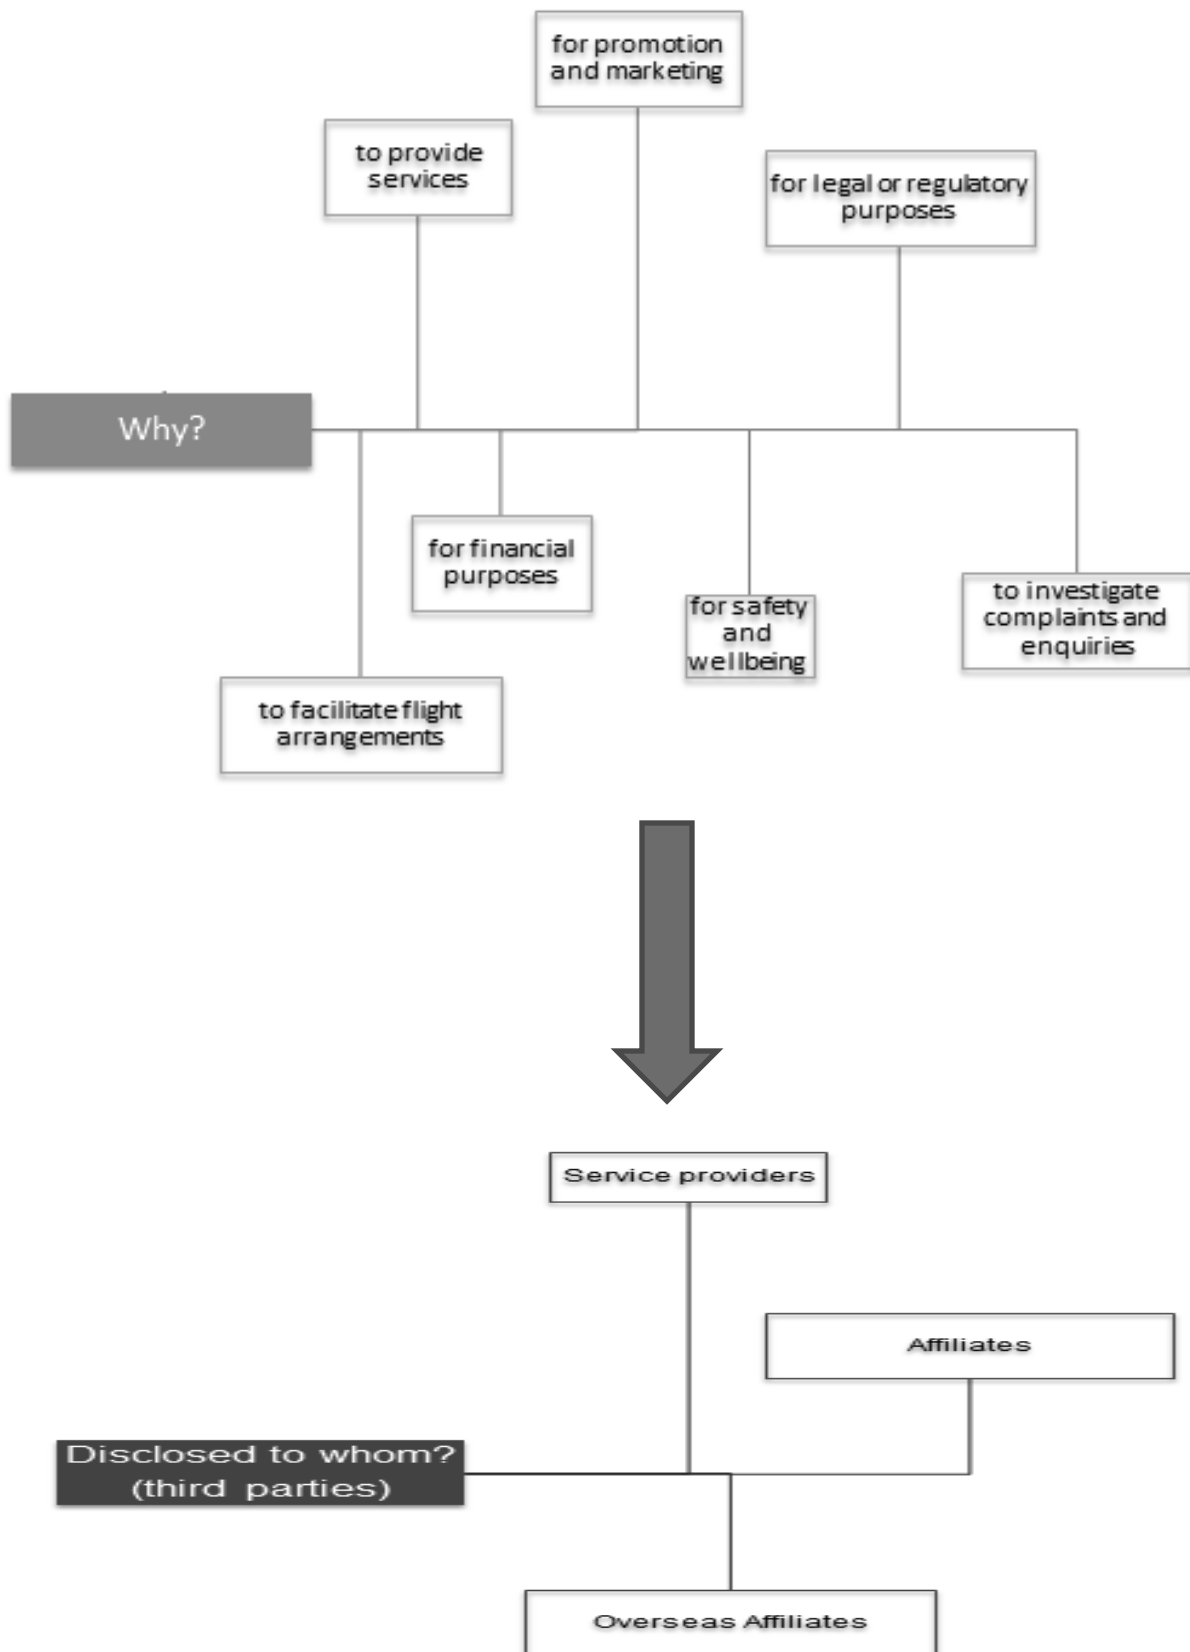 for promotion
and marketing
to provide
services
for legal or regulatory
purposes
Why?
for financial
purposes
for safety
and
wellbeing
to investigate
complaints and
enquiries
to facilitate flight
arrangements
Service providers
Affiliates
Disclosed to whom?
(third parties)
Overseas Affiliates